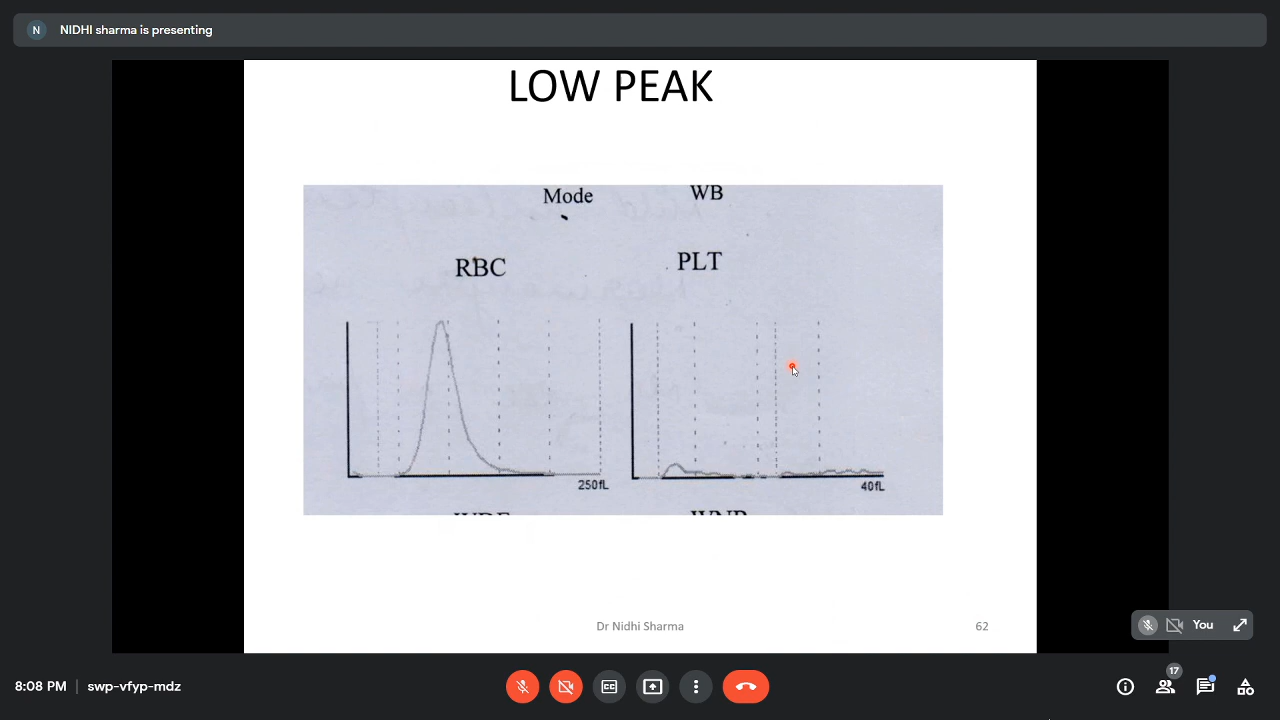 N NIDHI sharma is presenting
LOW PEAK
Mode WB
RBC PLT
250fL 40fL
Dr Nidhi Sharma 62
You
8:08 PM | swp-vfyp-mdz
CC
17